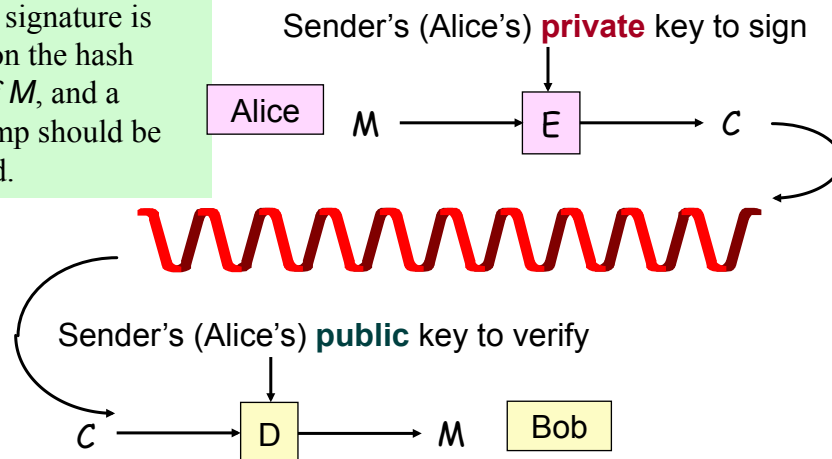 signature is
on the hash
M, and a
mp should be
d.
Sender's (Alice's) private key to sign
Alice
M
E
C
Sender's (Alice's) public key to verify
C
D
M
Bob